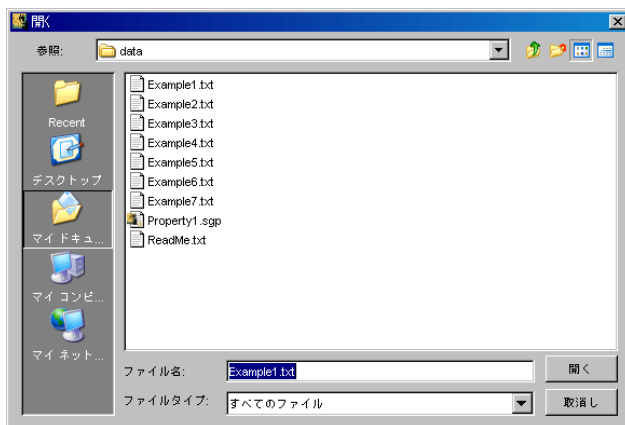 開く
参照:
data
Recent
デスクトップ
マイ ドキュ...
マイ コンピ...
マイ ネット...
Example1.txt
Example2.txt
Example3.txt
Example4.txt
Example5.txt
Example6.txt
Example7.txt
Property1.sgp
ReadMe.txt
ファイル名:
Example1.txt
開く
ファイルタイプ:
すべてのファイル
取消し